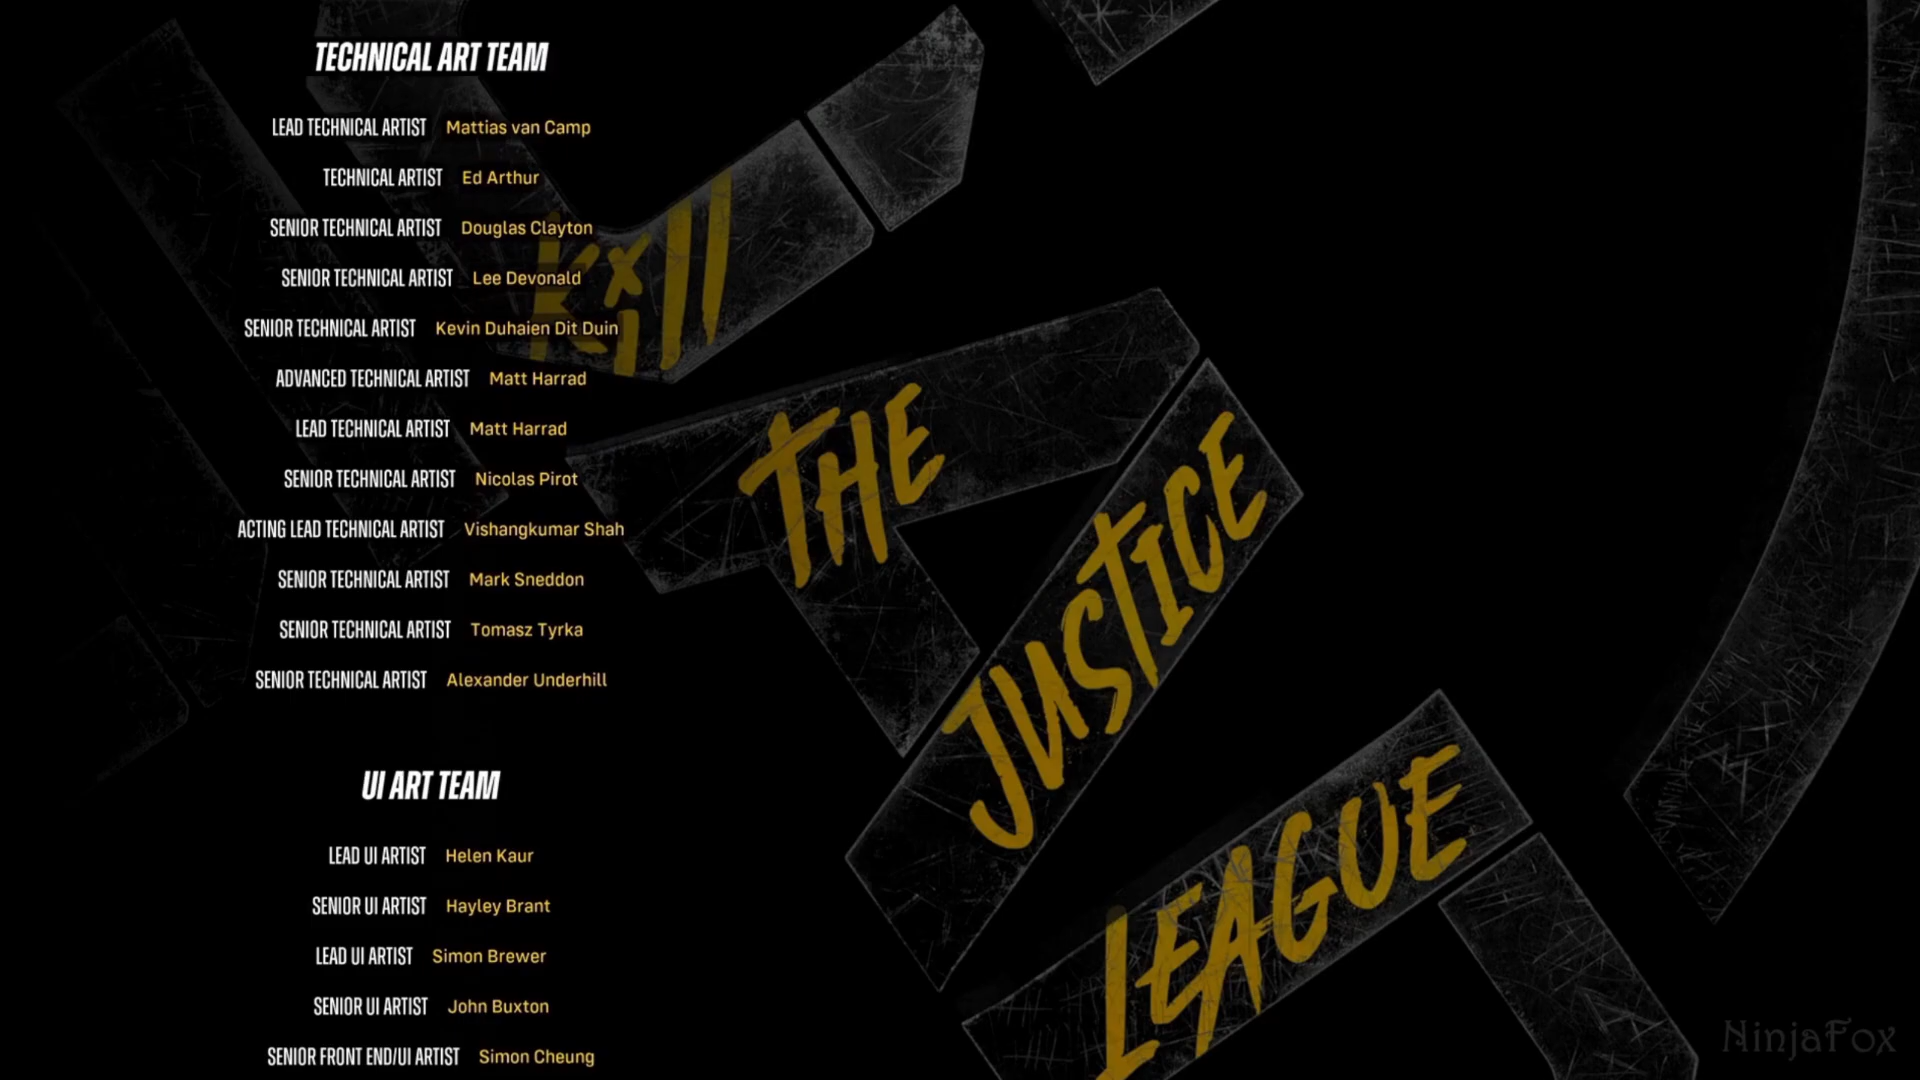 TECHNICAL ART TEAM
LEAD TECHNICAL ARTIST Mattias van Camp
TECHNICAL ARTIST Ed Arthur
SENIOR TECHNICAL ARTIST Douglas Clayton
SENIOR TECHNICAL ARTIST Lee Devonald
SENIOR TECHNICAL ARTIST Kevin Duhaien Dit Duin
ADVANCED TECHNICAL ARTIST Matt Harrad
LEAD TECHNICAL ARTIST Matt Harrad
SENIOR TECHNICAL ARTIST Nicolas Pirot
ACTING LEAD TECHNICAL ARTIST Vishangkumar Shah
SENIOR TECHNICAL ARTIST Mark Sneddon
SENIOR TECHNICAL ARTIST Tomasz Tyrka
SENIOR TECHNICAL ARTIST Alexander Underhill
UI ART TEAM
LEAD UI ARTIST Helen Kaur
SENIOR UI ARTIST Hayley Brant
LEAD UI ARTIST Simon Brewer
SENIOR UI ARTIST John Buxton
SENIOR FRONT END/UI ARTIST Simon Cheung
Kill
THE
JUSTICE
LEAGUE
NinjaFox